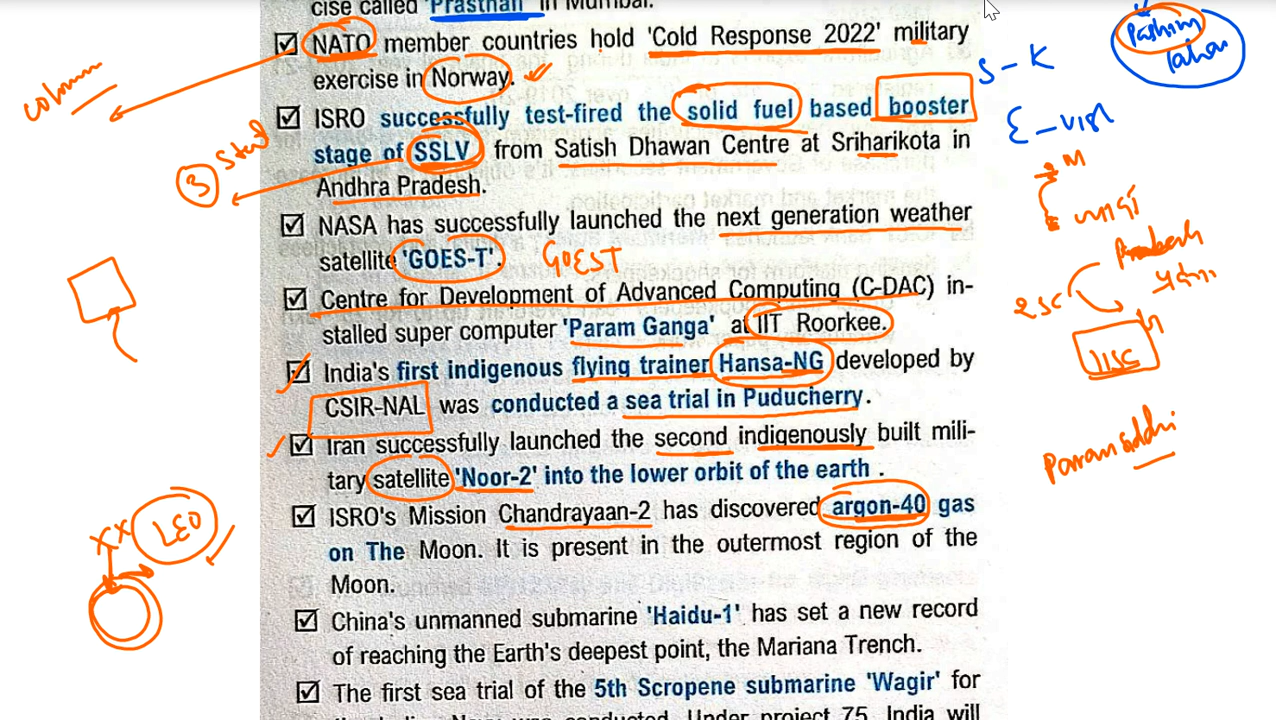 cise called 'Prasthan' in Mumbai.
NATO member countries hold 'Cold Response 2022' military
exercise in Norway.
ISRO successfully test-fired the solid fuel based booster
stage of SSLV from Satish Dhawan Centre at Sriharikota in
Andhra Pradesh.
NASA has successfully launched the next generation weather
satellite 'GOES-T'. GOEST
Centre for Development of Advanced Computing (C-DAC) in-
stalled super computer 'Param Ganga' at IIT Roorkee.
India's first indigenous flying trainer Hansa-NG developed by
CSIR-NAL was conducted a sea trial in Puducherry.
Iran successfully launched the second indigenously built mili-
tary satellite 'Noor-2' into the lower orbit of the earth .
ISRO's Mission Chandrayaan-2 has discovered argon-40 gas
on The Moon. It is present in the outermost region of the
Moon.
China's unmanned submarine 'Haidu-1' has set a new record
of reaching the Earth's deepest point, the Mariana Trench.
The first sea trial of the 5th Scropene submarine 'Wagir' for
India will
3
LEO
S - K
M
IISC